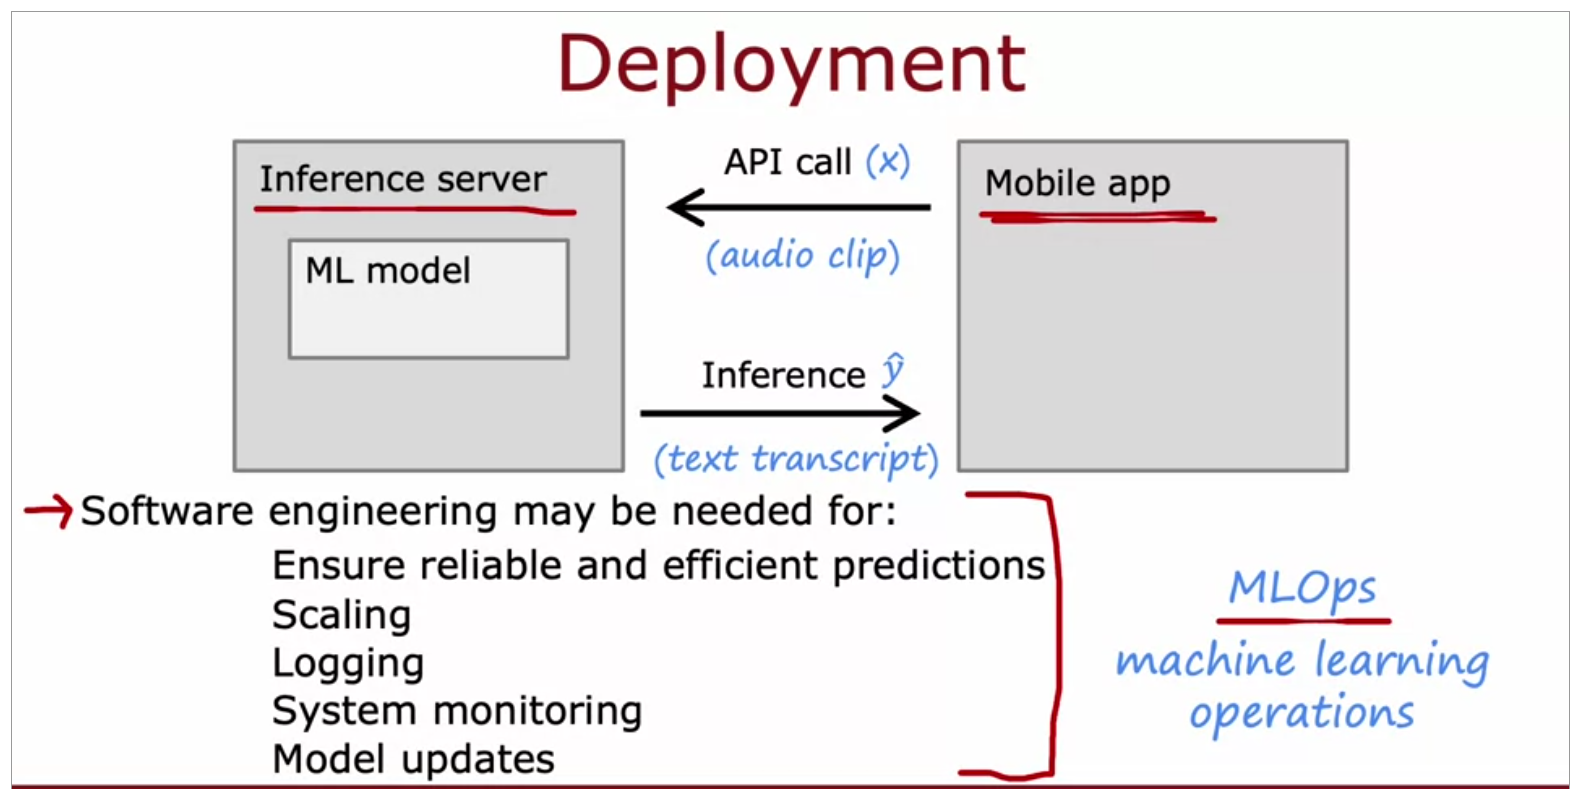 Deployment
Inference server
ML model
API call (x)
(audio clip)
Inference ŷ
(text transcript)
Mobile app
Software engineering may be needed for:
Ensure reliable and efficient predictions
Scaling
Logging
System monitoring
Model updates
MLOps
machine learning
operations